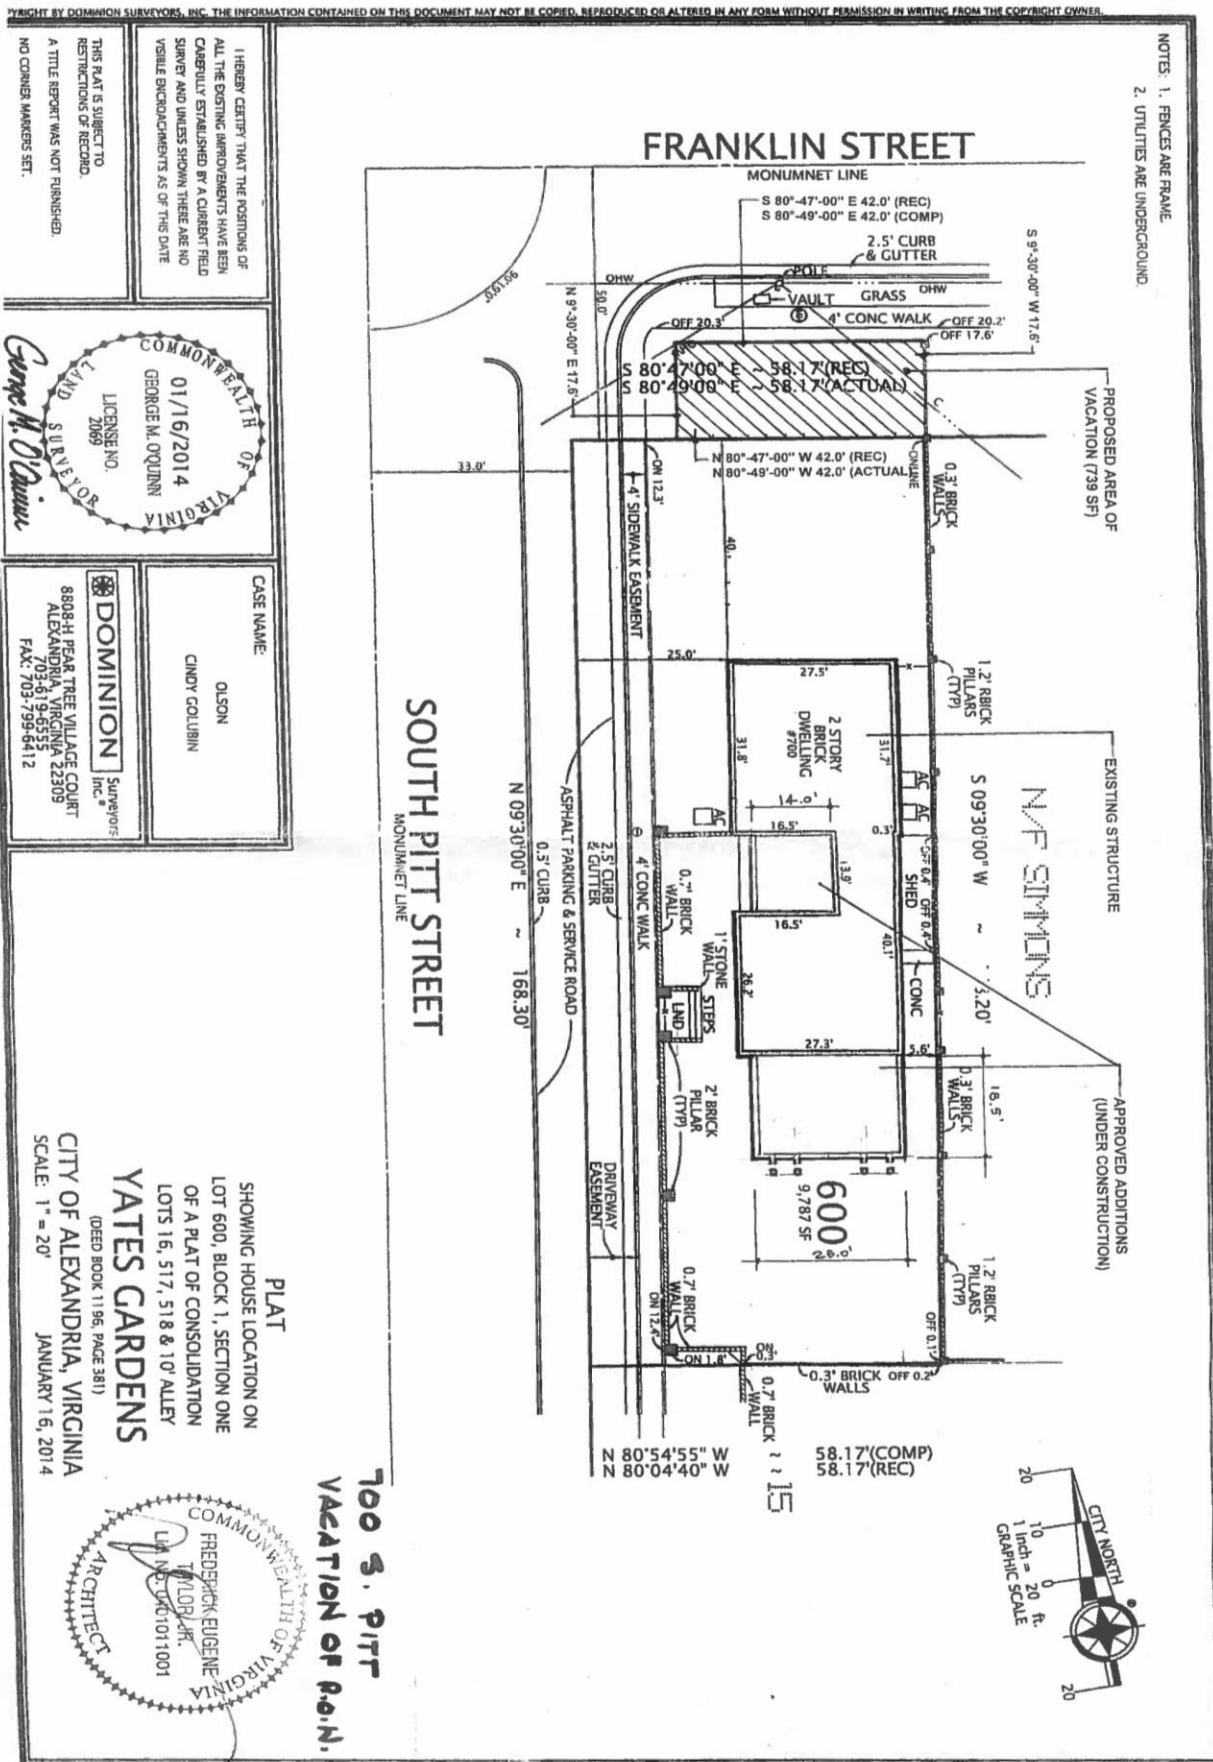 PYRIGHT BY DOMINION SURVEYORS, INC. THE INFORMATION CONTAINED ON THIS DOCUMENT MAY NOT BE COPIED, REPRODUCED OR ALTERED IN ANY FORM WITHOUT PERMISSION IN WRITING FROM THE COPYRIGHT OWNER.
NOTES: 1. FENCES ARE FRAME.
2. UTILITIES ARE UNDERGROUND.
FRANKLIN STREET
MONUMNET LINE
S 80°-47'-00" E 42.0' (REC)
S 80°-49'-00" E 42.0' (COMP)
2.5' CURB
& GUTTER
POLE
OHW
OHW
VAULT
GRASS
4' CONC WALK
OFF 20.3'
OFF 20.2'
OFF 17.6'
S 9°-30'-00" W 17.6'
N 9°-30'-00" E 17.6'
50.0'
90.19.0'
S 80°47'00" E ~ 58.17'(REC)
S 80°49'00" E ~ 58.17'(ACTUAL)
C
N 80°-47'-00" W 42.0' (REC)
N 80°-49'-00" W 42.0' (ACTUAL)
ONLINE
PROPOSED AREA OF
VACATION (739 SF)
0.3' BRICK
WALLS
ON 12.3'
33.0'
4' SIDEWALK EASEMENT
40.
25.0'
1.2' RBICK
PILLARS
(TYP)
27.5'
2 STORY
BRICK
DWELLING
#700
31.8'
31.7'
EXISTING STRUCTURE
AC
AC
AC
14.0'
16.5'
0.3'
13.9'
16.5'
OFF 0.4'
OFF 0.4'
SHED
CONC
40.1'
26.2'
27.3'
5.6'
S 09°30'00" W ~ 3.20'
N/F SIMMONS
0.3' BRICK
WALLS
18.5'
APPROVED ADDITIONS
(UNDER CONSTRUCTION)
600
9,787 SF
26.0'
1.2' RBICK
PILLARS
(TYP)
OFF 0.1'
0.7' BRICK
WALL
1' STONE
WALL
STEPS
LND
2' BRICK
PILLAR
(TYP)
SOUTH PITT STREET
MONUMNET LINE
N 09°30'00" E ~ 168.30'
0.5' CURB
ASPHALT PARKING & SERVICE ROAD
2.5' CURB
& GUTTER
4' CONC WALK
DRIVEWAY
EASEMENT
0.7' BRICK
WALL
ON 12.4'
ON 1.8'
0.3' BRICK
WALLS
OFF 0.2'
0.7' BRICK
WALL
15
N 80°54'55" W 58.17'(COMP)
N 80°04'40" W 58.17'(REC)
CITY NORTH
20 10 0 20
1 inch = 20 ft.
GRAPHIC SCALE
I HEREBY CERTIFY THAT THE POSITIONS OF
ALL THE EXISTING IMPROVEMENTS HAVE BEEN
CAREFULLY ESTABLISHED BY A CURRENT FIELD
SURVEY AND UNLESS SHOWN THERE ARE NO
VISIBLE ENCROACHMENTS AS OF THIS DATE
THIS PLAT IS SUBJECT TO
RESTRICTIONS OF RECORD.
A TITLE REPORT WAS NOT FURNISHED.
NO CORNER MARKERS SET.
COMMONWEALTH OF VIRGINIA
01/16/2014
GEORGE M. O'QUINN
LICENSE NO.
2069
LAND SURVEYOR
George M. O'Quinn
CASE NAME:
OLSON
CINDY GOLUBIN
DOMINION Surveyors Inc.®
8808-H PEAR TREE VILLAGE COURT
ALEXANDRIA, VIRGINIA 22309
703-619-6555
FAX: 703-799-6412
PLAT
SHOWING HOUSE LOCATION ON
LOT 600, BLOCK 1, SECTION ONE
OF A PLAT OF CONSOLIDATION
LOTS 16, 517, 518 & 10' ALLEY
YATES GARDENS
(DEED BOOK 1196, PAGE 381)
CITY OF ALEXANDRIA, VIRGINIA
SCALE: 1" = 20' JANUARY 16, 2014
COMMONWEALTH OF VIRGINIA
FREDERICK EUGENE
TAYLOR JR.
Lic. No. 0401011001
ARCHITECT
700 S. PITT
VACATION OF R.O.W.